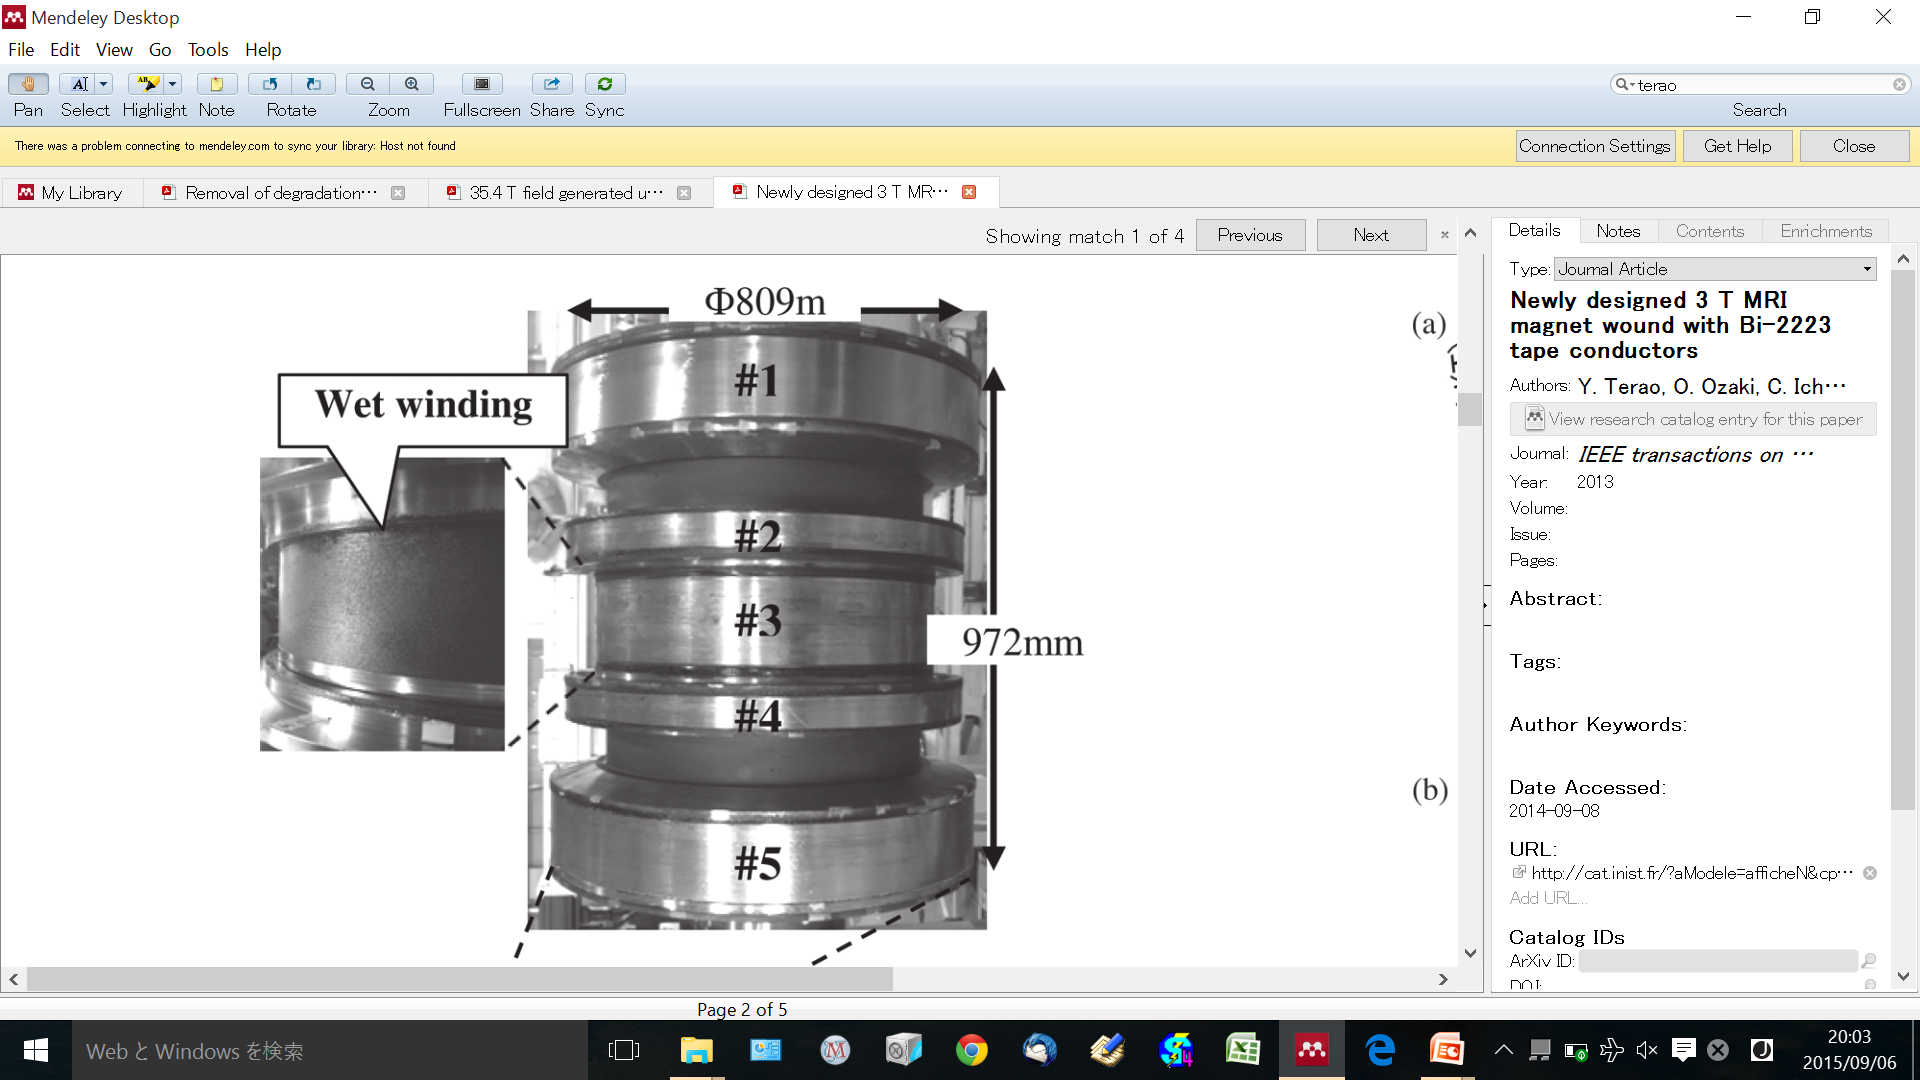 Mendeley Desktop
File Edit View Go Tools Help
Pan Select Highlight Note Rotate Zoom Fullscreen Share Sync
terao
Search
There was a problem connecting to mendeley.com to sync your library: Host not found
Connection Settings Get Help Close
My Library Removal of degradation… 35.4 T field generated u… Newly designed 3 T MR…
Showing match 1 of 4 Previous Next
Φ809m
(a)
#1
Wet winding
#2
#3
972mm
#4
(b)
#5
Details Notes Contents Enrichments
Type: Journal Article
Newly designed 3 T MRI
magnet wound with Bi-2223
tape conductors
Authors: Y. Terao, O. Ozaki, C. Ich…
View research catalog entry for this paper
Journal: IEEE transactions on …
Year: 2013
Volume:
Issue:
Pages:
Abstract:
Tags:
Author Keywords:
Date Accessed:
2014-09-08
URL:
http://cat.inist.fr/?aModele=afficheN&cp…
Add URL...
Catalog IDs
ArXiv ID:
DOI:
Page 2 of 5
Web と Windows を検索
20:03
2015/09/06